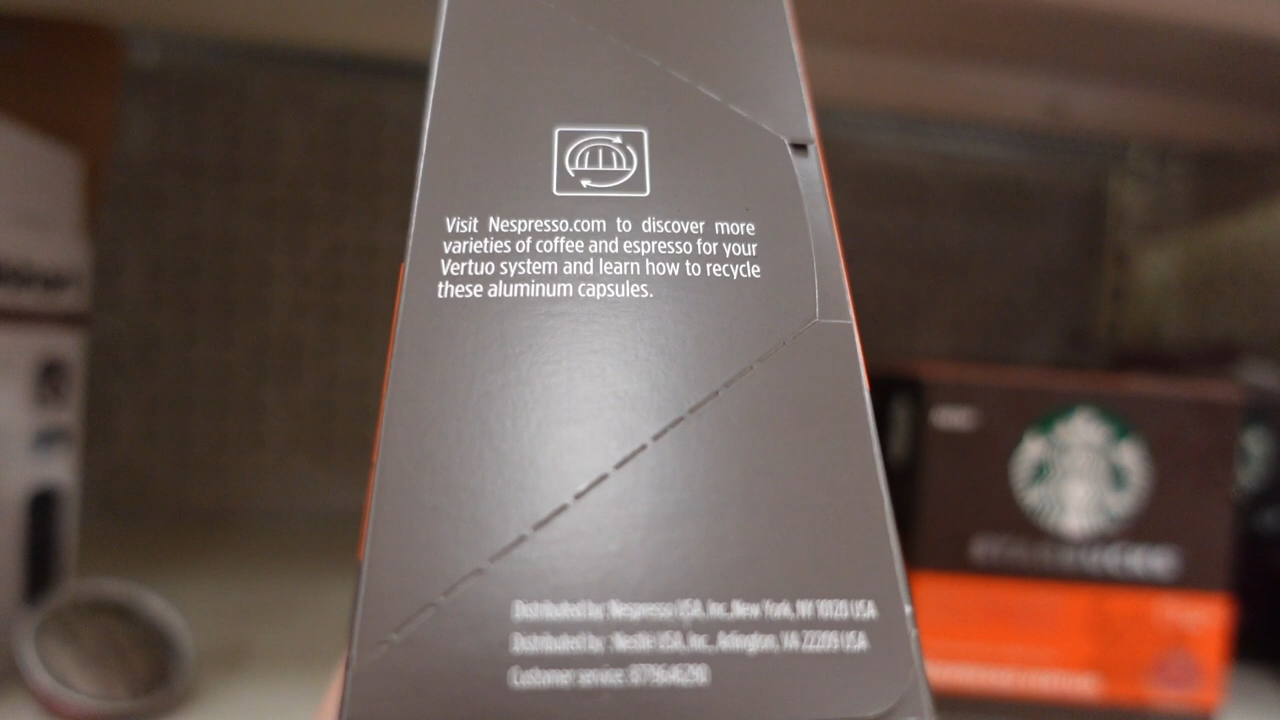 Visit Nespresso.com to discover more
varieties of coffee and espresso for your
Vertuo system and learn how to recycle
these aluminum capsules.
Distributed by: Nespresso USA, Inc. New York, NY 10120 USA
Distributed by : Nestlé USA, Inc. Arlington, VA 22209 USA
Customer service:
STARBUCKS